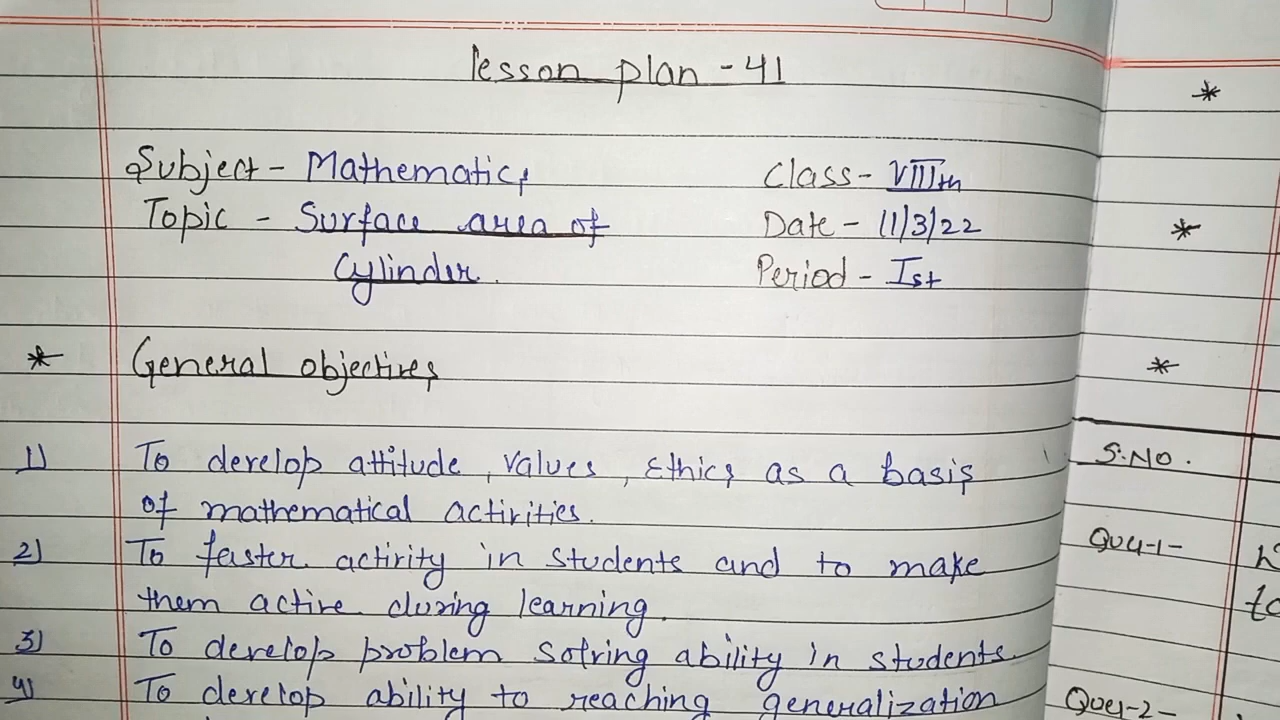 lesson plan - 41
Subject - Mathematics
Class - VIIIth
Topic - Surface area of
Date - 11/3/22
Cylinder.
Period - Ist
* General objectives
1) To develop attitude, values, Ethics as a basis
of mathematical activities.
2) To faster activity in students and to make
them active during learning.
3) To develop problem solving ability in students.
4) To develop ability to reaching generalization
*
*
*
S.NO.
Que-1-
to
Que-2-